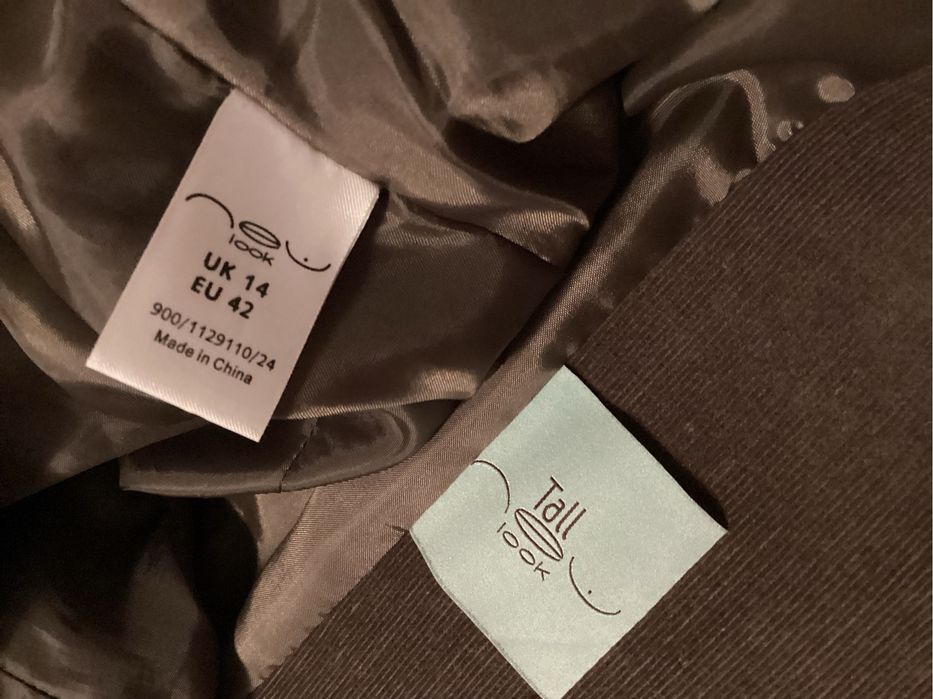 new
look
UK 14
EU 42
900/1129110/24
Made in China
Tall
new
look